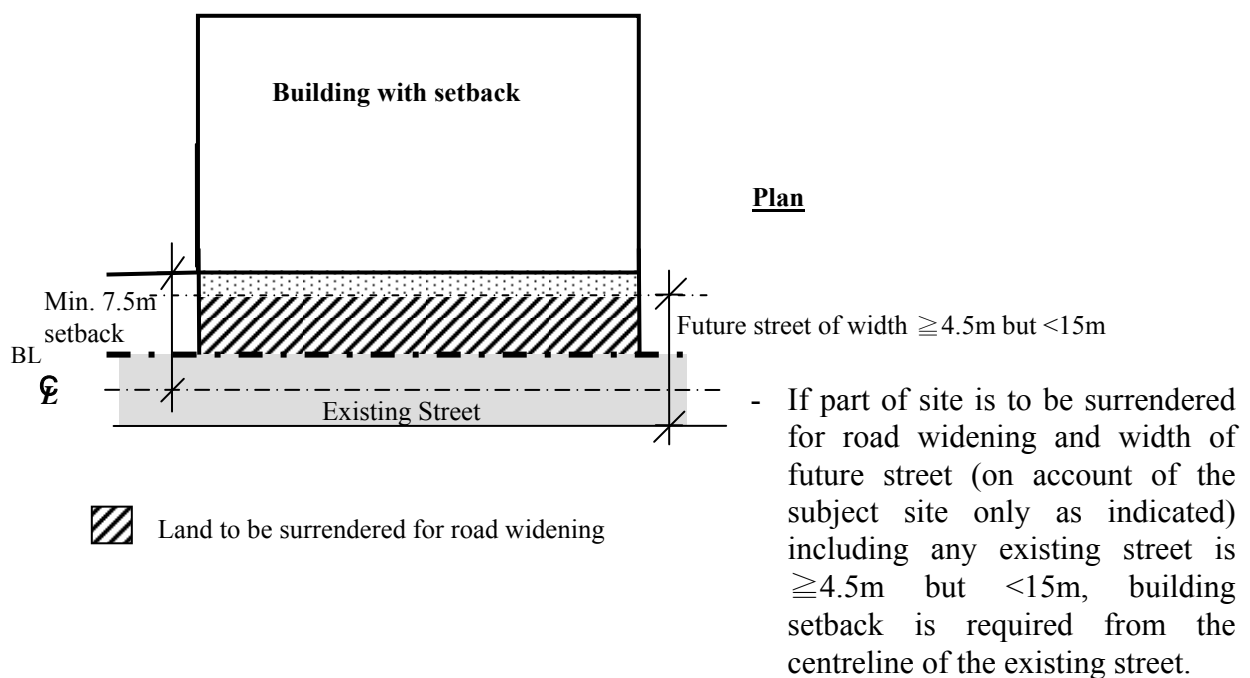 Building with setback
Plan
Min. 7.5m
setback
Future street of width ≧4.5m but <15m
BL
℄
Existing Street
Land to be surrendered for road widening
- If part of site is to be surrendered
for road widening and width of
future street (on account of the
subject site only as indicated)
including any existing street is
≧4.5m but <15m, building
setback is required from the
centreline of the existing street.